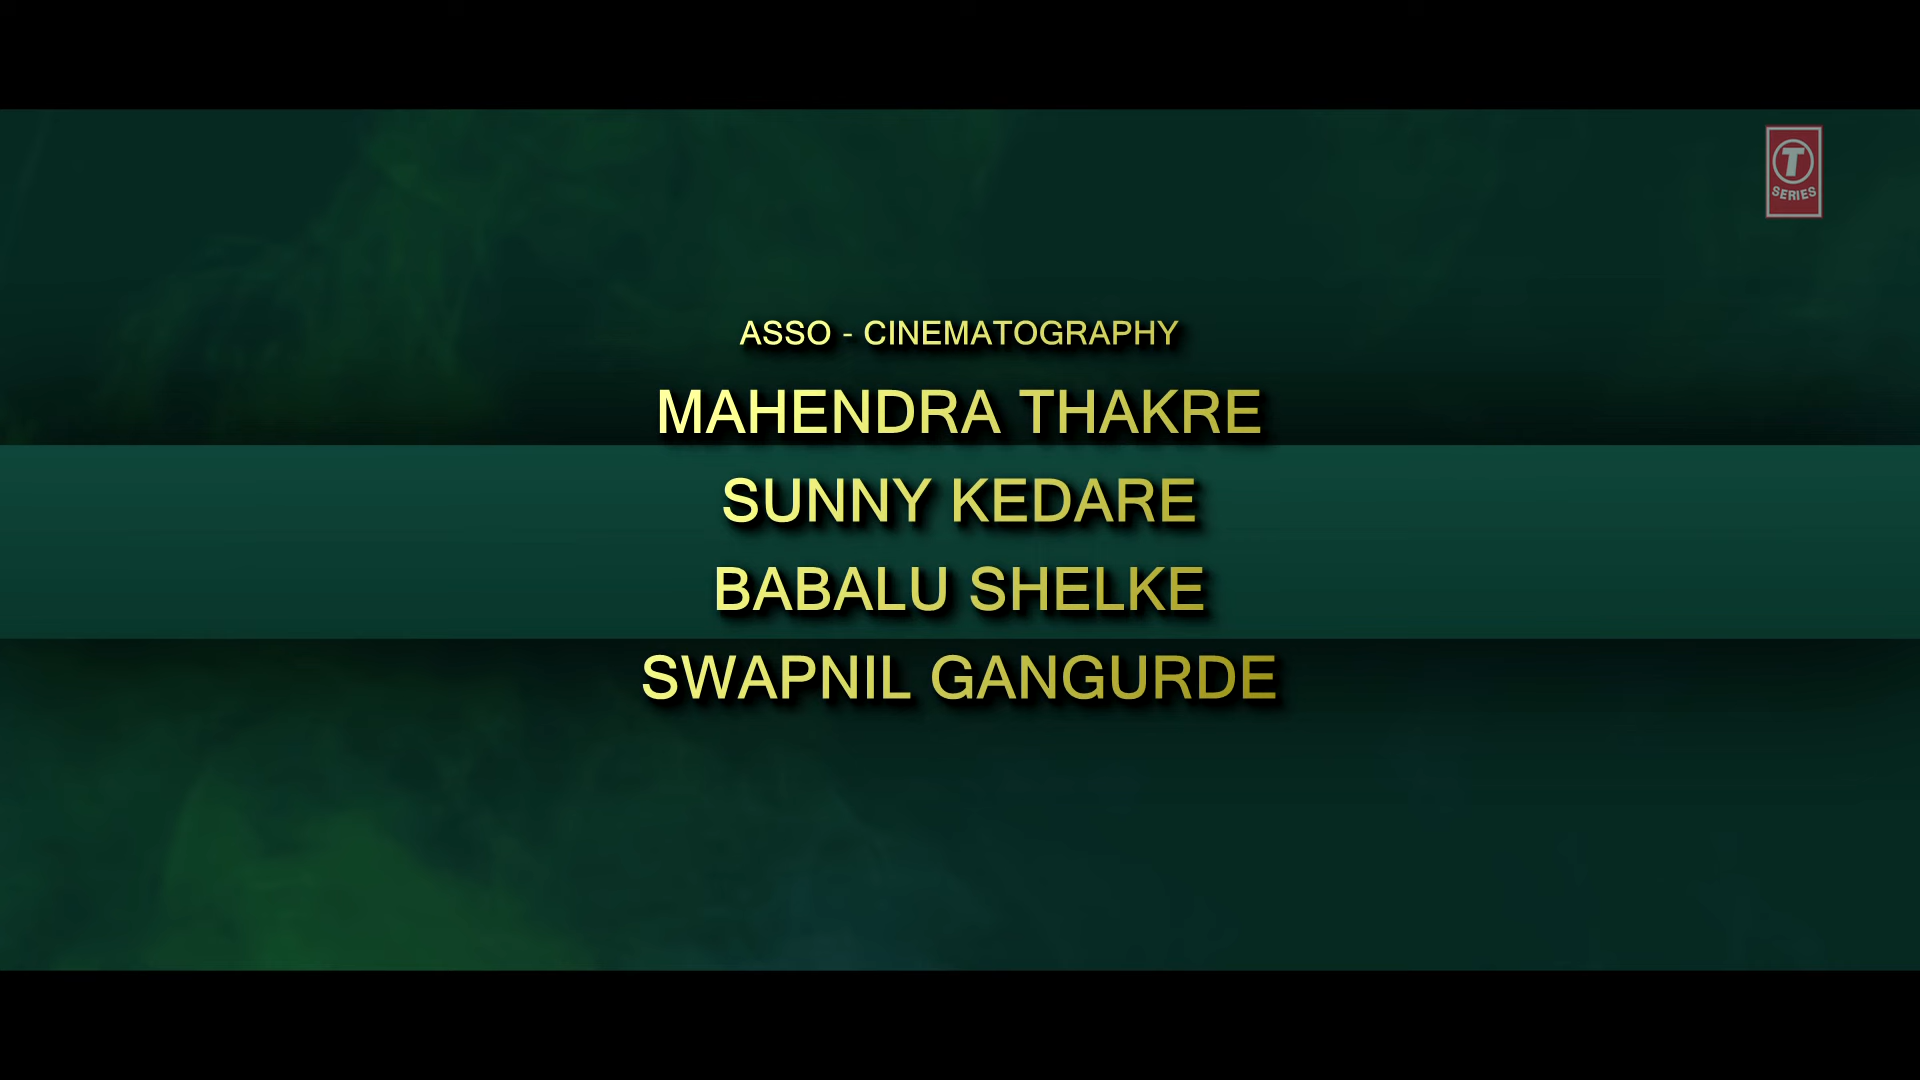 T
SERIES
ASSO - CINEMATOGRAPHY
MAHENDRA THAKRE
SUNNY KEDARE
BABALU SHELKE
SWAPNIL GANGURDE